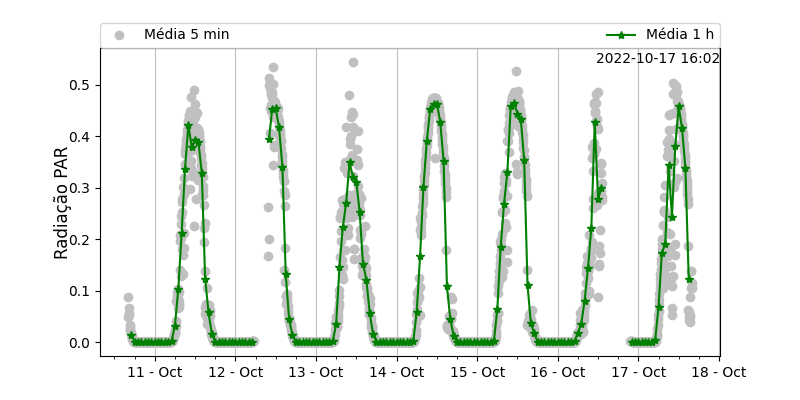 Média 5 min
Média 1 h
2022-10-17 16:02
Radiação PAR
0.5
0.4
0.3
0.2
0.1
0.0
11 - Oct
12 - Oct
13 - Oct
14 - Oct
15 - Oct
16 - Oct
17 - Oct
18 - Oct